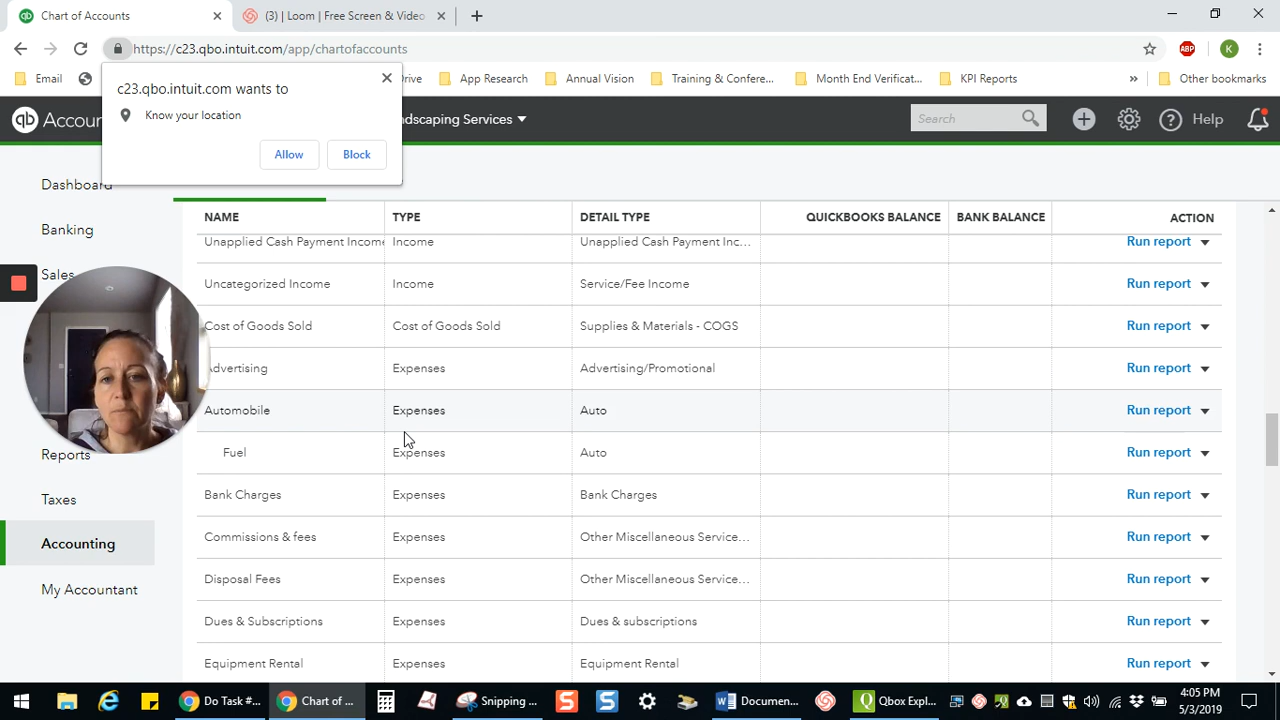 Chart of Accounts
(3) | Loom | Free Screen & Video
https://c23.qbo.intuit.com/app/chartofaccounts
ABP
K
Email
Drive
App Research
Annual Vision
Training & Confere...
Month End Verificat...
KPI Reports
»
Other bookmarks
c23.qbo.intuit.com wants to
Know your location
Allow
Block
qb Accoun
ndscaping Services
Search
Help
Dashboard
Banking
Sales
Reports
Taxes
Accounting
My Accountant
NAME TYPE DETAIL TYPE QUICKBOOKS BALANCE BANK BALANCE ACTION
Unapplied Cash Payment Income Income Unapplied Cash Payment Inc... Run report
Uncategorized Income Income Service/Fee Income Run report
Cost of Goods Sold Cost of Goods Sold Supplies & Materials - COGS Run report
dvertising Expenses Advertising/Promotional Run report
Automobile Expenses Auto Run report
Fuel Expenses Auto Run report
Bank Charges Expenses Bank Charges Run report
Commissions & fees Expenses Other Miscellaneous Service... Run report
Disposal Fees Expenses Other Miscellaneous Service... Run report
Dues & Subscriptions Expenses Dues & subscriptions Run report
Equipment Rental Expenses Equipment Rental Run report
Do Task #...
Chart of ...
Snipping ...
Documen...
Qbox Expl...
4:05 PM
5/3/2019